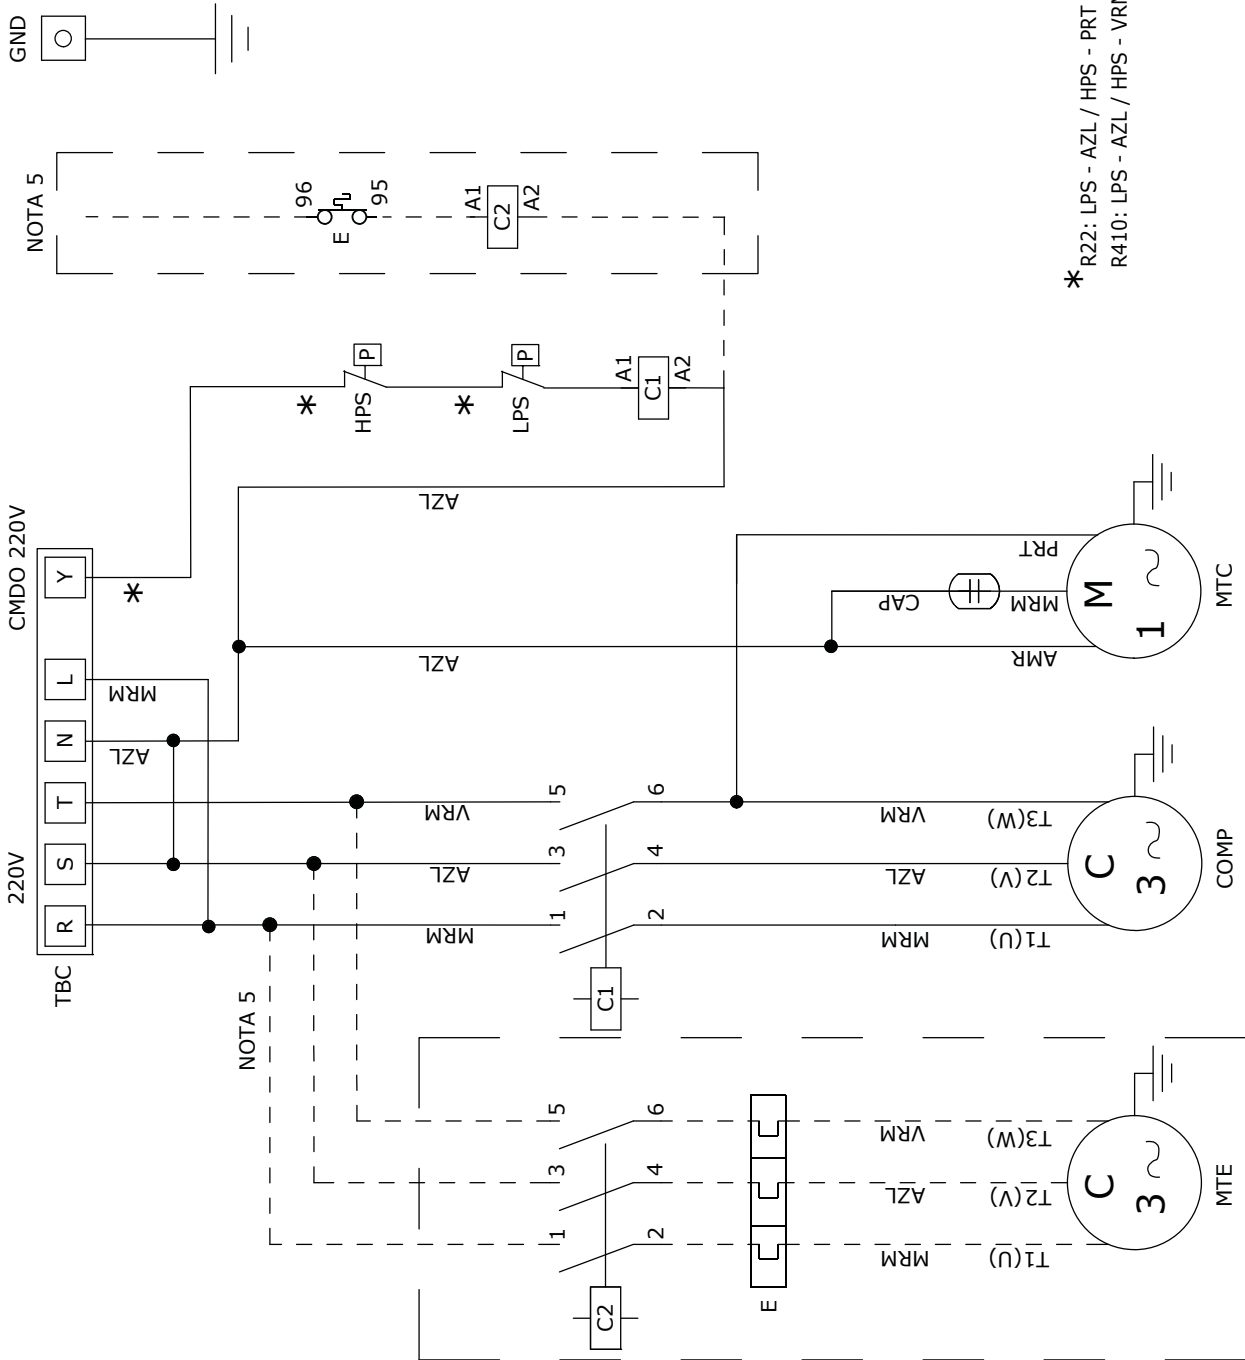 GND
NOTA 5
96
95
E
A1
A2
C2
* R22: LPS - AZL / HPS - PRT
R410: LPS - AZL / HPS -
CMDO 220V
220V
TBC
R
S
T
N
L
Y
*
*
*
HPS
P
LPS
P
A1
A2
C1
AZL
AZL
MRM
AZL
CAP
PRT
MRM
AMR
M
1 ~
MTC
VRM
AZL
MRM
5
3
1
6
4
2
C1
VRM
AZL
MRM
T3(W)
T2(V)
T1(U)
C
3 ~
COMP
NOTA 5
5
3
1
6
4
2
C2
E
VRM
AZL
MRM
T3(W)
T2(V)
T1(U)
C
3 ~
MTE